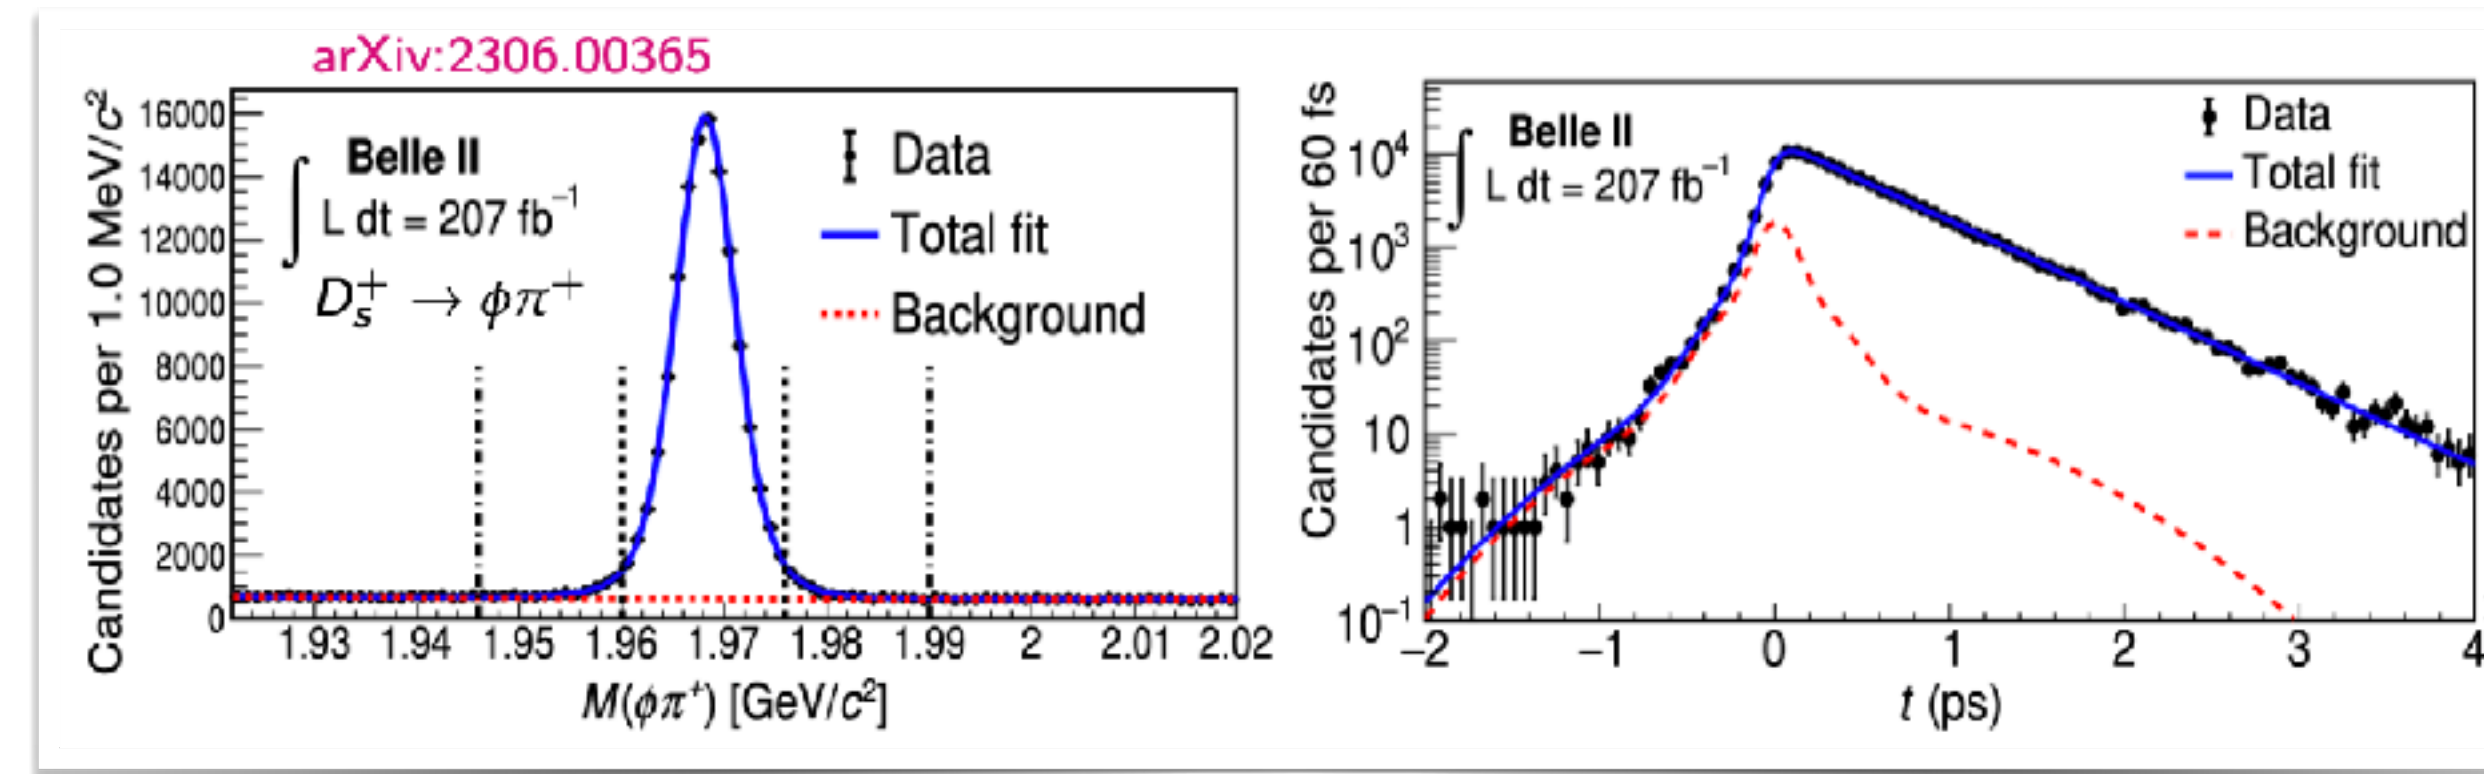 arXiv:2306.00365
Candidates per 1.0 MeV/c²
16000
14000
12000
10000
8000
6000
4000
2000
0
Belle II
∫ L dt = 207 fb⁻¹
D_s⁺ → φπ⁺
Data
Total fit
Background
1.93 1.94 1.95 1.96 1.97 1.98 1.99 2 2.01 2.02
M(φπ⁺) [GeV/c²]
Candidates per 60 fs
10⁴
10³
10²
10
1
10⁻¹
Belle II
∫ L dt = 207 fb⁻¹
Data
Total fit
Background
−2 −1 0 1 2 3 4
t (ps)